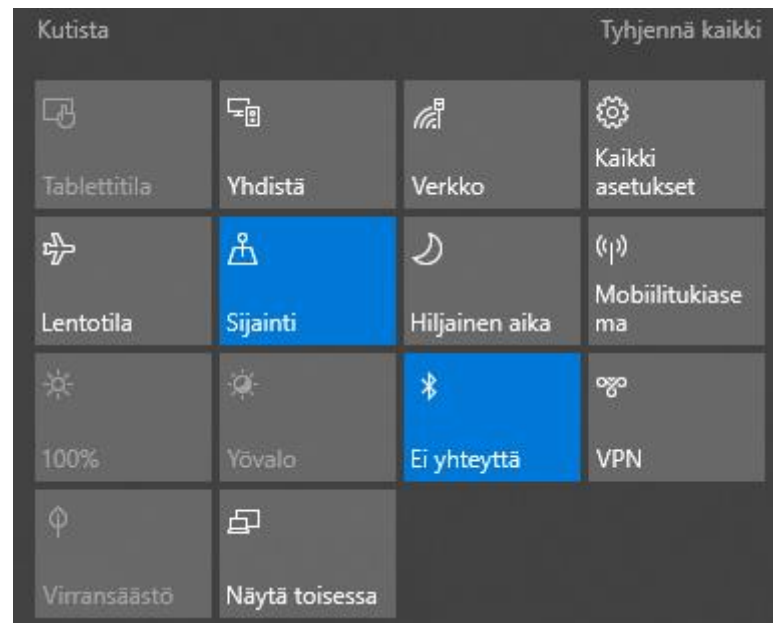 Kutista
Tyhjennä kaikki
Tablettitila
Yhdistä
Verkko
Kaikki
asetukset
Lentotila
Sijainti
Hiljainen aika
Mobiilitukiase
ma
100%
Yövalo
Ei yhteyttä
VPN
Virransäästö
Näytä toisessa